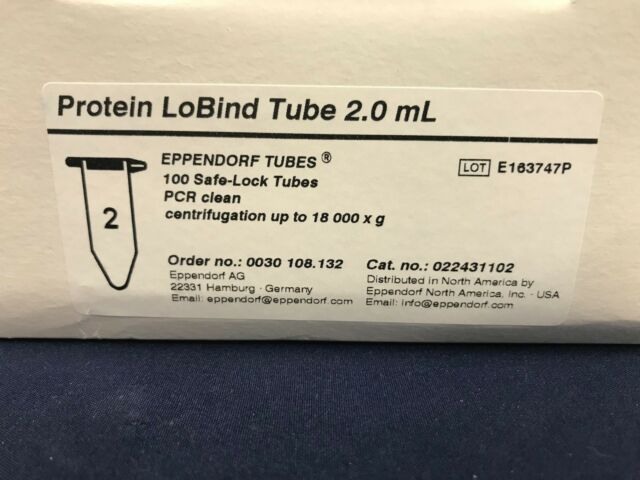 Protein LoBind Tube 2.0 mL
EPPENDORF TUBES®
LOT E163747P
100 Safe-Lock Tubes
PCR clean
2
centrifugation up to 18 000 x g
Order no.: 0030 108.132
Eppendorf AG
22331 Hamburg · Germany
Email: eppendorf@eppendorf.com
Cat. no.: 022431102
Distributed in North America by
Eppendorf North America, Inc. · USA
Email: info@eppendorf.com